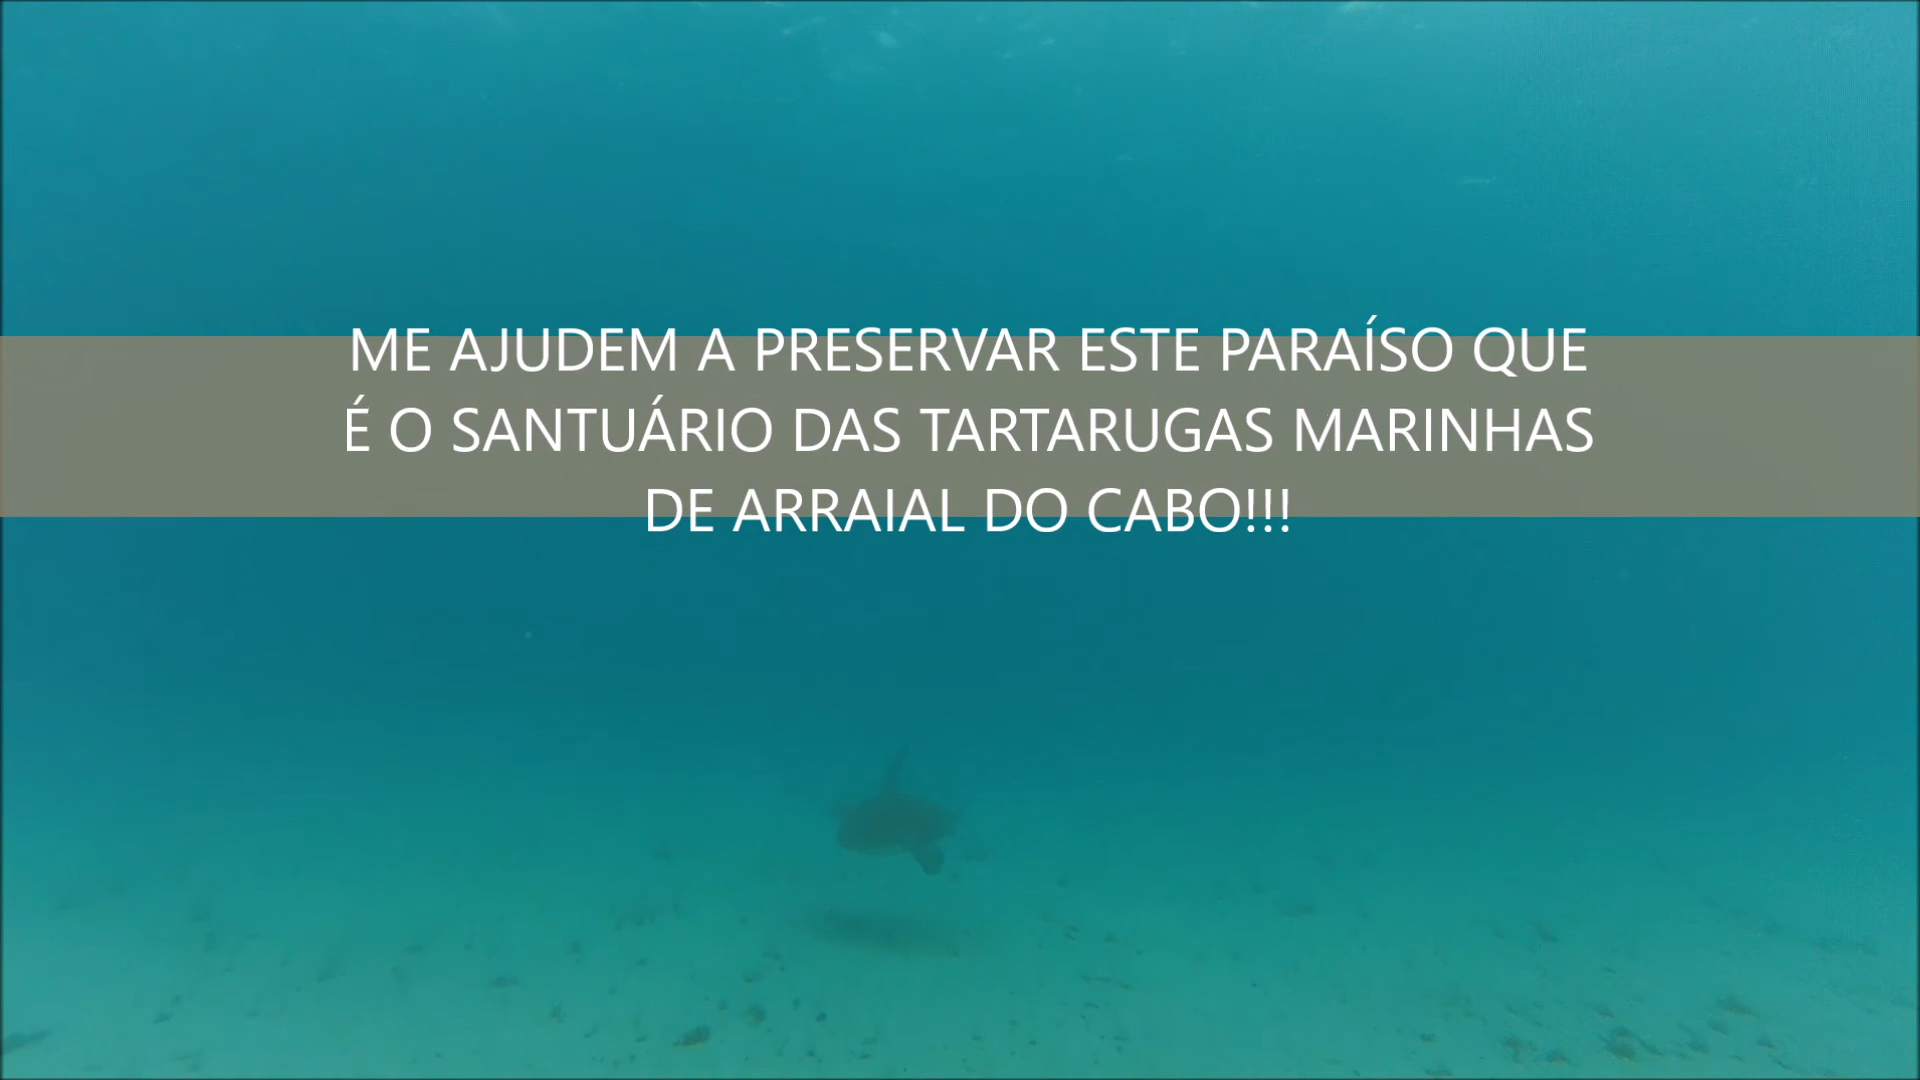 ME AJUDEM A PRESERVAR ESTE PARAÍSO QUE
É O SANTUÁRIO DAS TARTARUGAS MARINHAS
DE ARRAIAL DO CABO!!!